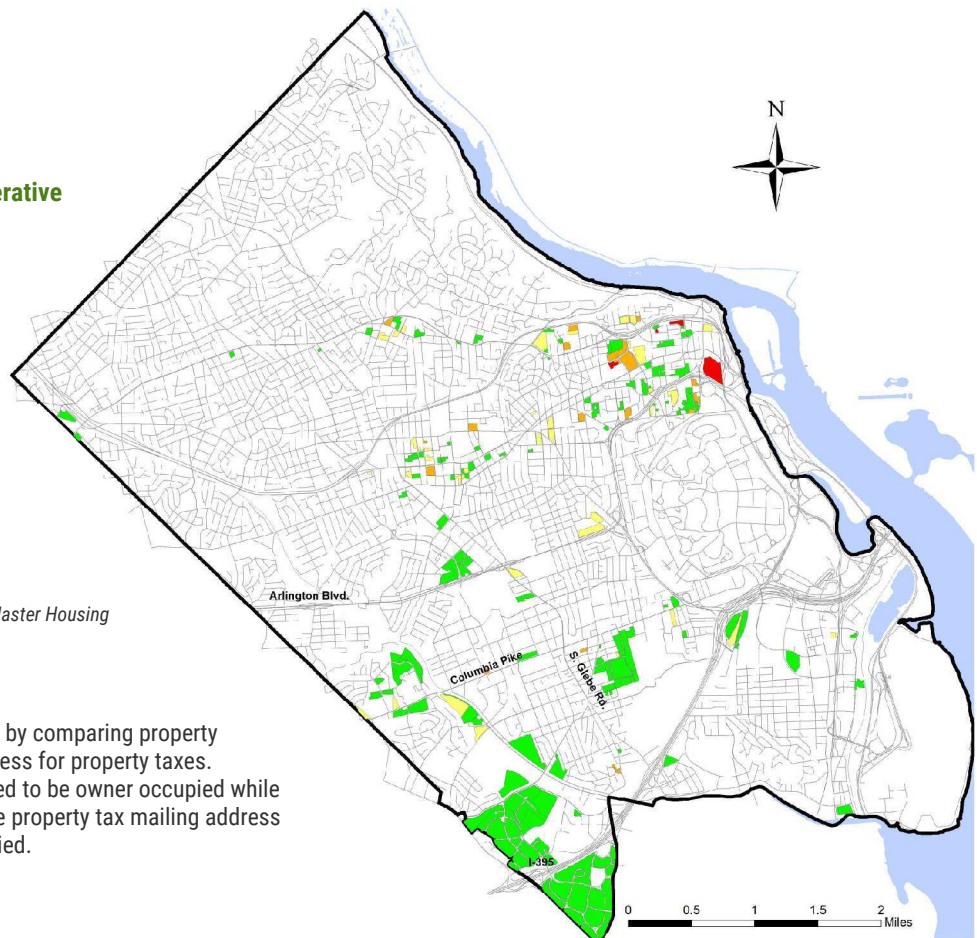 N
erative
Arlington Blvd.
Master Housing
Columbia Pike
S. Glebe Rd.
by comparing property
ess for property taxes.
ed to be owner occupied while
e property tax mailing address
ied.
I-395
0 0.5 1 1.5 2
Miles